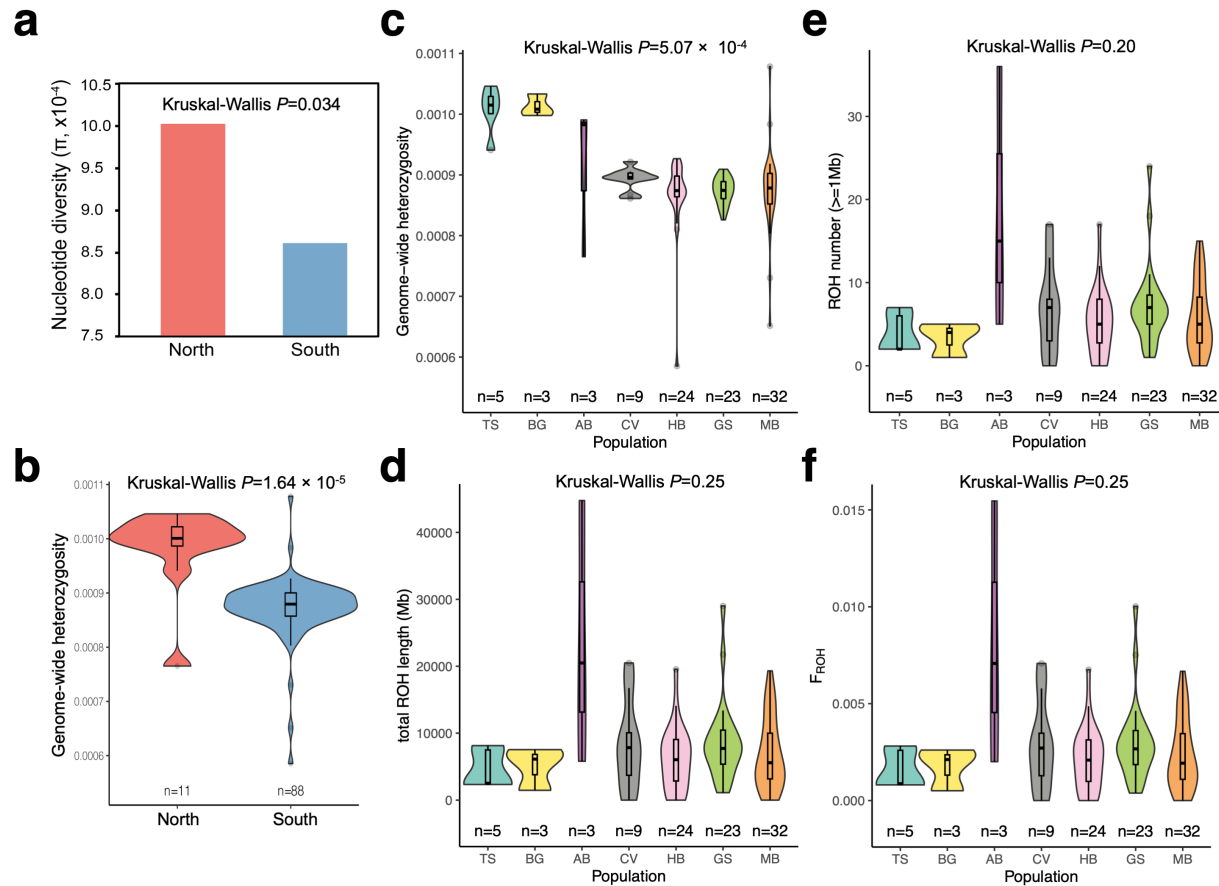 a
Nucleotide diversity (π, x10-4)
10.5
10.0
9.5
9.0
8.5
8.0
7.5
Kruskal-Wallis P=0.034
North South
b
Kruskal-Wallis P=1.64 × 10-5
Genome-wide heterozygosity
0.0011
0.0010
0.0009
0.0008
0.0007
0.0006
n=11 n=88
North South
c
Kruskal-Wallis P=5.07 × 10-4
Genome-wide heterozygosity
0.0011
0.0010
0.0009
0.0008
0.0007
0.0006
n=5 n=3 n=3 n=9 n=24 n=23 n=32
TS BG AB CV HB GS MB
Population
d
Kruskal-Wallis P=0.25
total ROH length (Mb)
40000
30000
20000
10000
0
n=5 n=3 n=3 n=9 n=24 n=23 n=32
TS BG AB CV HB GS MB
Population
e
Kruskal-Wallis P=0.20
ROH number (>=1Mb)
30
20
10
0
n=5 n=3 n=3 n=9 n=24 n=23 n=32
TS BG AB CV HB GS MB
Population
f
Kruskal-Wallis P=0.25
FROH
0.015
0.010
0.005
0.000
n=5 n=3 n=3 n=9 n=24 n=23 n=32
TS BG AB CV HB GS MB
Population